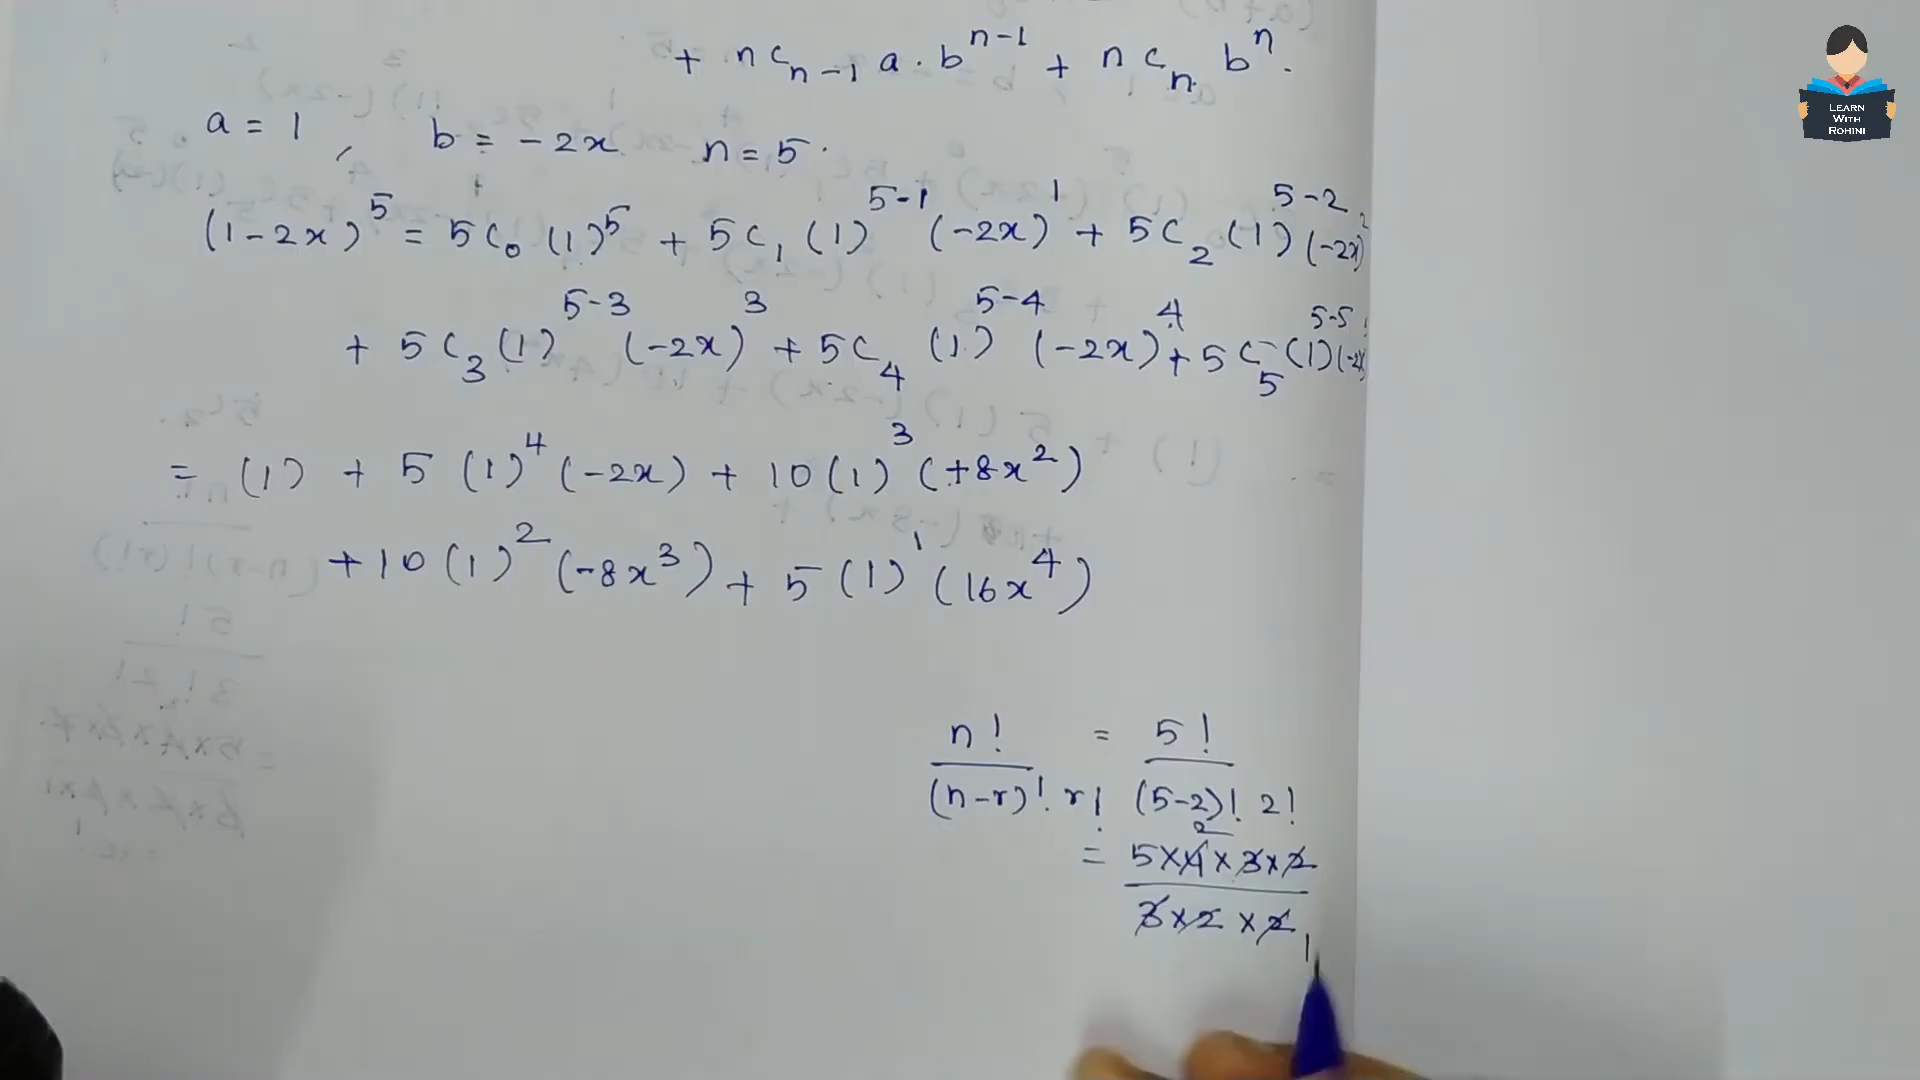 + nC_{n-1} a . b^{n-1} + nC_n b^n .
a = 1 , b = -2x n = 5 .
(1-2x)^5 = 5C_0 (1)^5 + 5C_1 (1)^{5-1} (-2x)^1 + 5C_2 (1)^{5-2} (-2x)^2
+ 5C_3 (1)^{5-3} (-2x)^3 + 5C_4 (1)^{5-4} (-2x)^4 + 5C_5 (1)^{5-5} (-2x)
= (1) + 5 (1)^4 (-2x) + 10 (1)^3 (+8x^2)
+ 10 (1)^2 (-8x^3) + 5 (1)^1 (16x^4)
n! / (n-r)! r! = 5! / (5-2)! 2!
2
= 5×4×3×2 / 3×2×2
1
LEARN
With
ROHINI